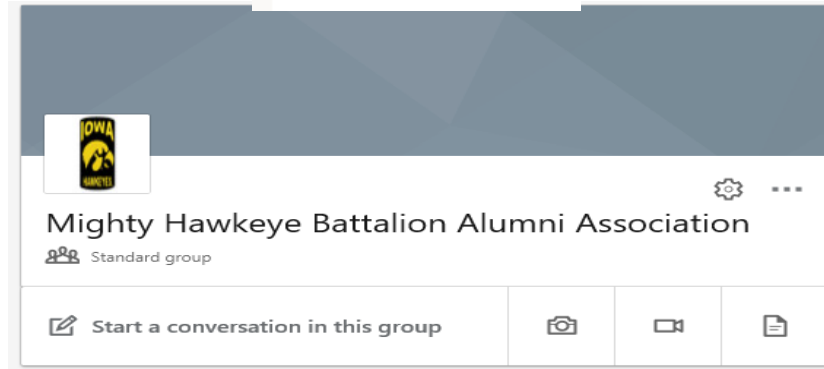 IOWA
HAWKEYES
Mighty Hawkeye Battalion Alumni Association
Standard group
Start a conversation in this group